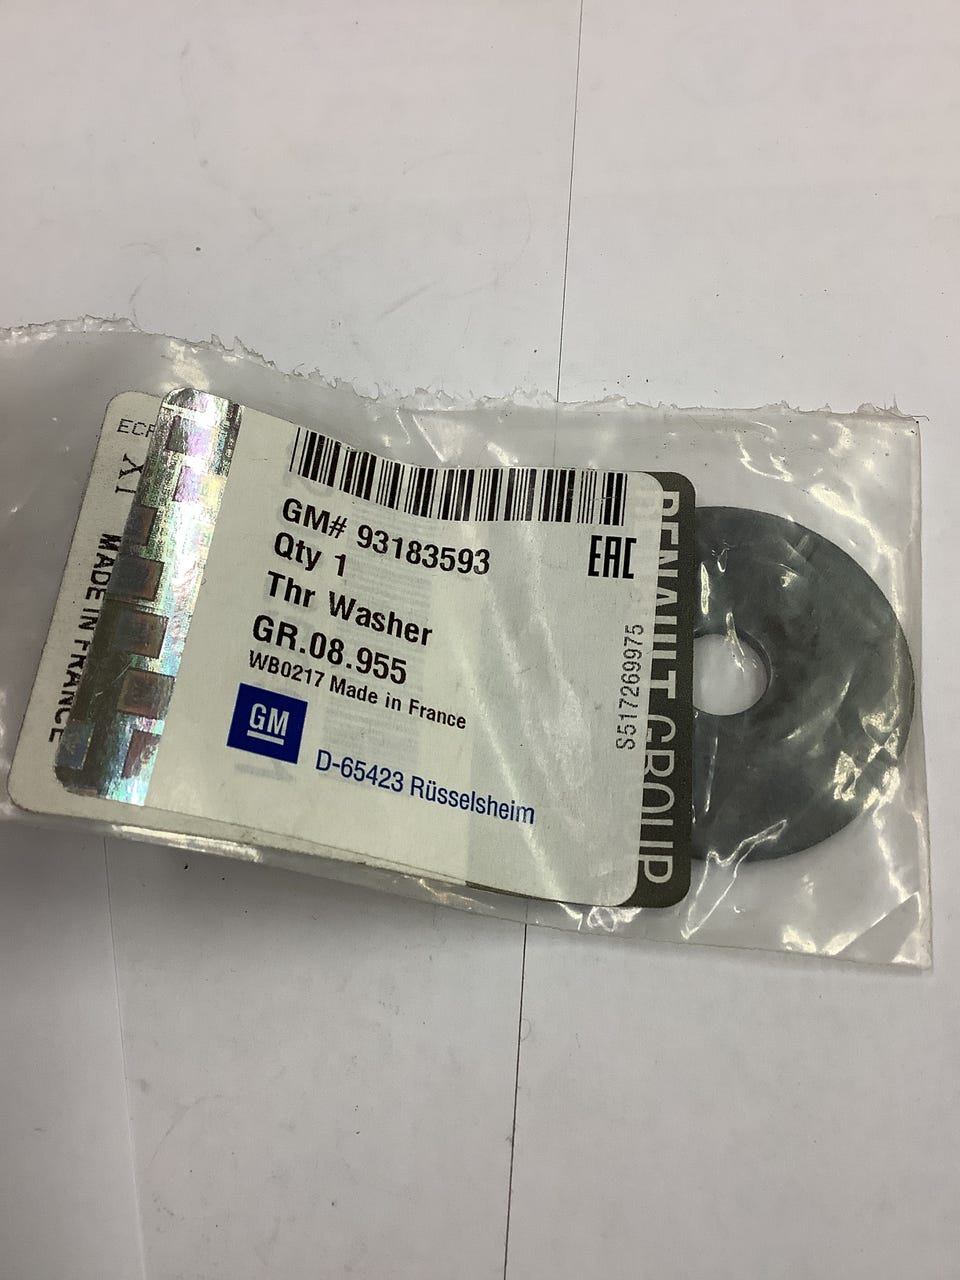 GM# 93183593
Qty 1
Thr Washer
GR.08.955
WB0217 Made in France
GM
D-65423 Rüsselsheim
EAC
S517269975
RENAULT GROUP
MADE IN FRANCE